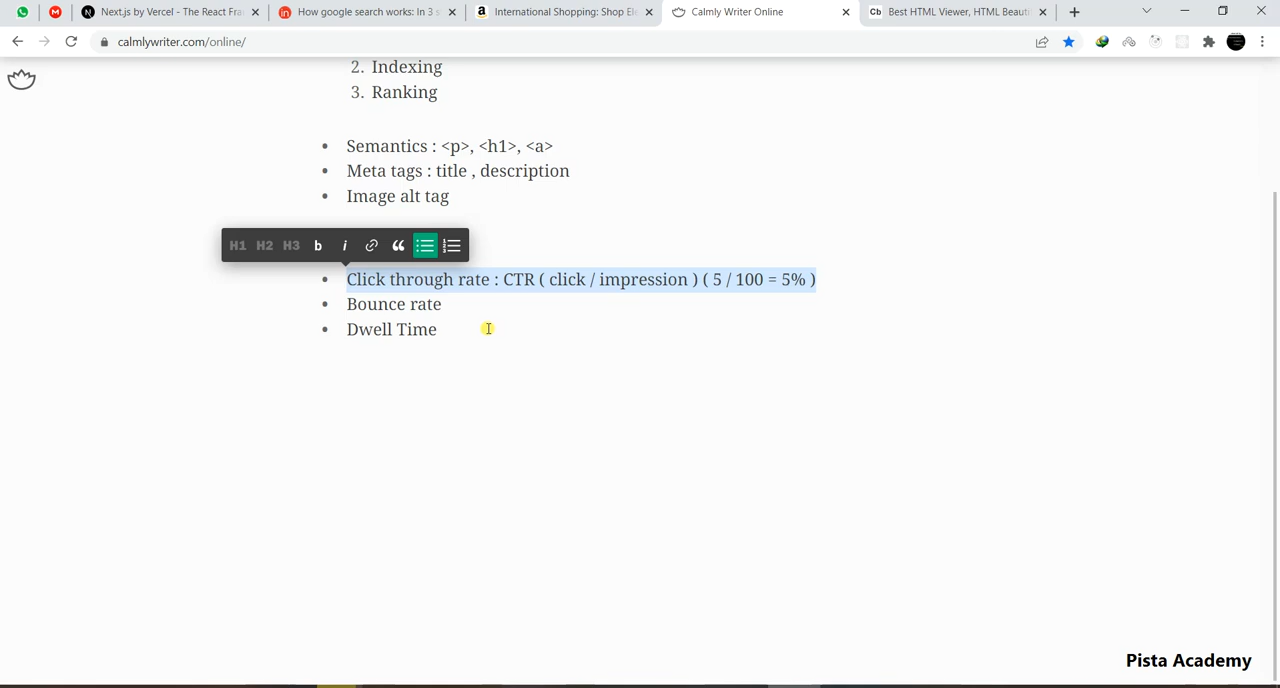 Next.js by Vercel - The React Fra
How google search works: In 3 s
International Shopping: Shop Ele
Calmly Writer Online
Cb Best HTML Viewer, HTML Beauti
calmlywriter.com/online/
2. Indexing
3. Ranking
• Semantics : <p>, <h1>, <a>
• Meta tags : title , description
• Image alt tag
H1 H2 H3 b i
• Click through rate : CTR ( click / impression ) ( 5 / 100 = 5% )
• Bounce rate
• Dwell Time
Pista Academy